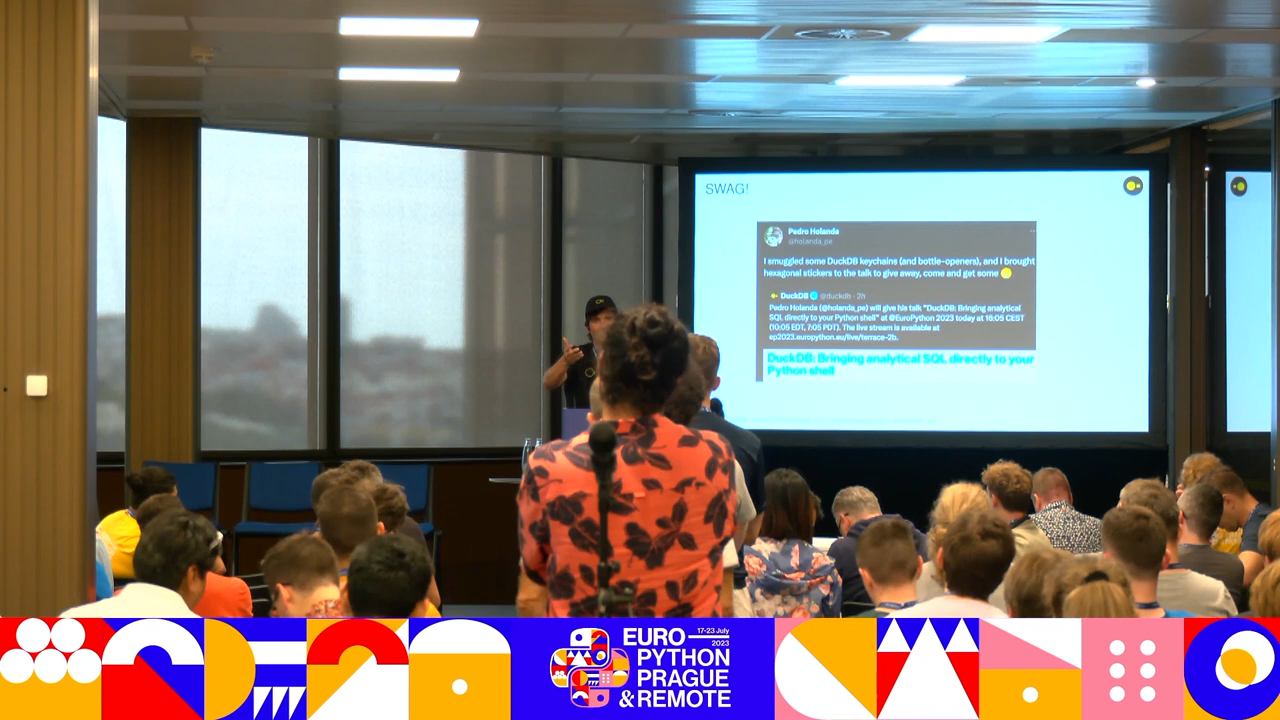 SWAG!
Pedro Holanda
@holanda_pe
I smuggled some DuckDB keychains (and bottle-openers), and I brought
hexagonal stickers to the talk to give away, come and get some
DuckDB @duckdb · 2h
Pedro Holanda (@holanda_pe) will give his talk "DuckDB: Bringing analytical
SQL directly to your Python shell" at @EuroPython 2023 today at 16:05 CEST
(10:05 EDT, 7:05 PDT). The live stream is available at
ep2023.europython.eu/live/terrace-2b.
DuckDB: Bringing analytical SQL directly to your
Python shell
17-23 July
2023
EURO
PYTHON
PRAGUE
& REMOTE